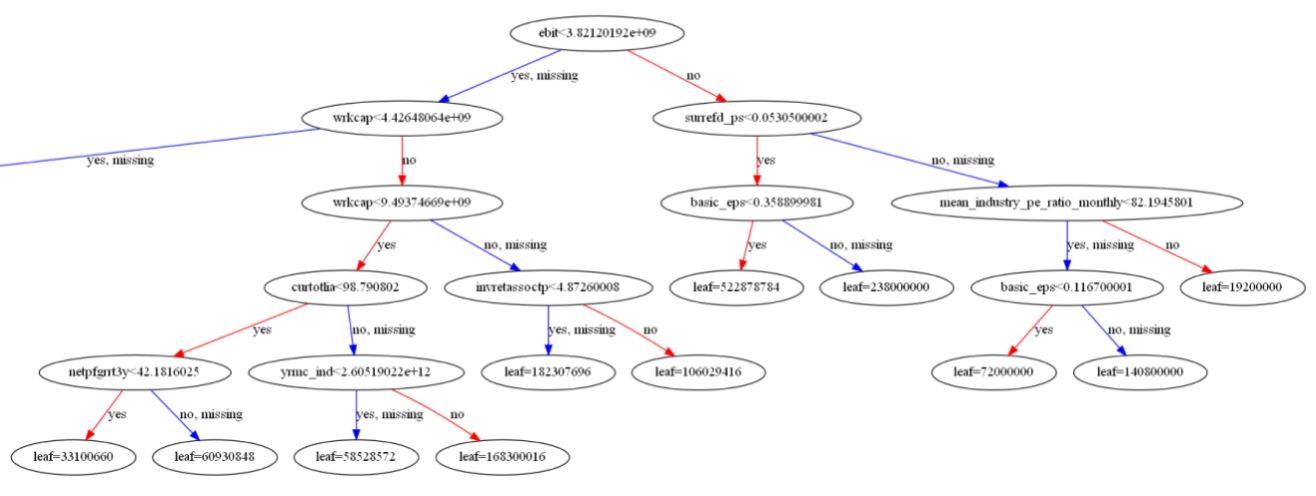 ebit<3.82120192e+09
yes, missing
no
wrkcap<4.42648064e+09
surrefd_ps<0.0530500002
yes, missing
no
yes
no, missing
wrkcap<9.49374669e+09
basic_eps<0.358899981
mean_industry_pe_ratio_monthly<82.1945801
yes
no, missing
yes
no, missing
yes, missing
no
curtotlia<98.790802
invretassoctp<4.87260008
leaf=522878784
leaf=238000000
basic_eps<0.116700001
leaf=19200000
yes
no, missing
yes, missing
no
yes
no, missing
netpfgrrt3y<42.1816025
yrmc_ind<2.60519022e+12
leaf=182307696
leaf=106029416
leaf=72000000
leaf=140800000
yes
no, missing
yes, missing
no
leaf=33100660
leaf=60930848
leaf=58528572
leaf=168300016